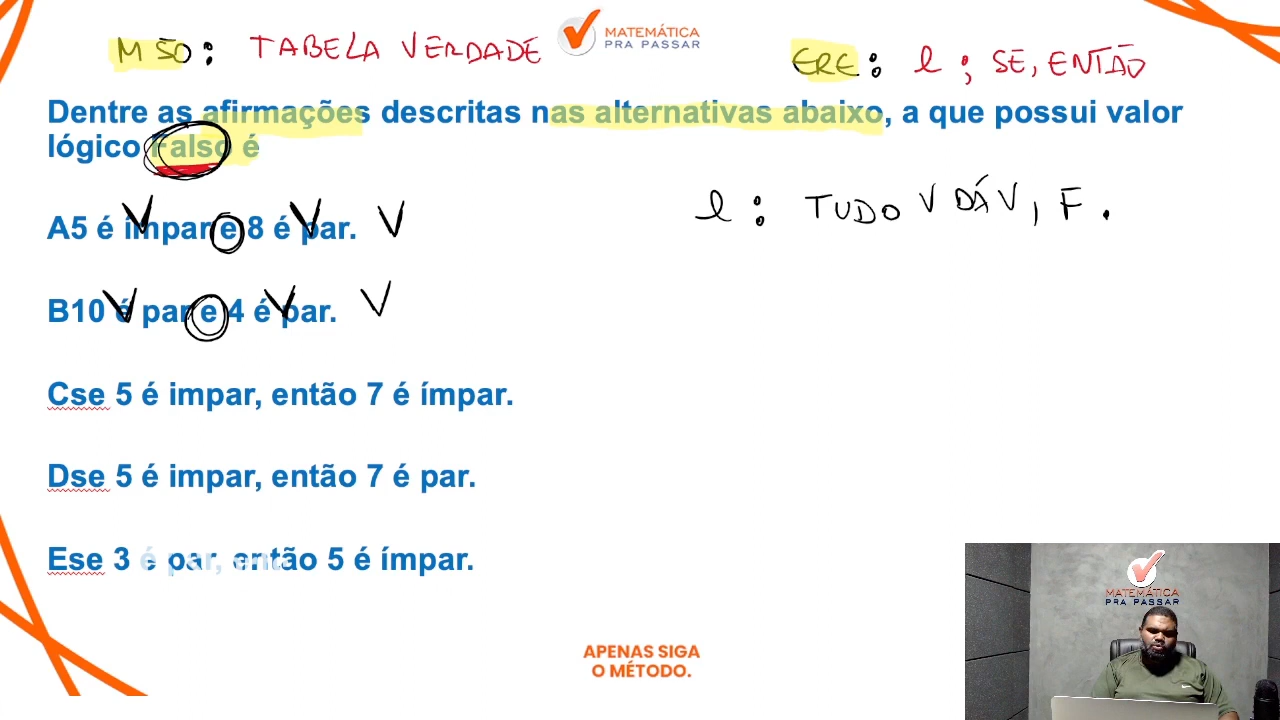 M50: TABELA VERDADE
MATEMÁTICA
PRA PASSAR
ERE: e; SE, ENTÃO
Dentre as afirmações descritas nas alternativas abaixo, a que possui valor
lógico Falso é
e: TUDO V DÁ V, F.
V V V
A5 é ímpar e 8 é par.
V V V
B10 é par e 4 é par.
Cse 5 é impar, então 7 é ímpar.
Dse 5 é impar, então 7 é par.
Ese 3 é par, então 5 é ímpar.
MATEMÁTICA
PRA PASSAR
APENAS SIGA
O MÉTODO.